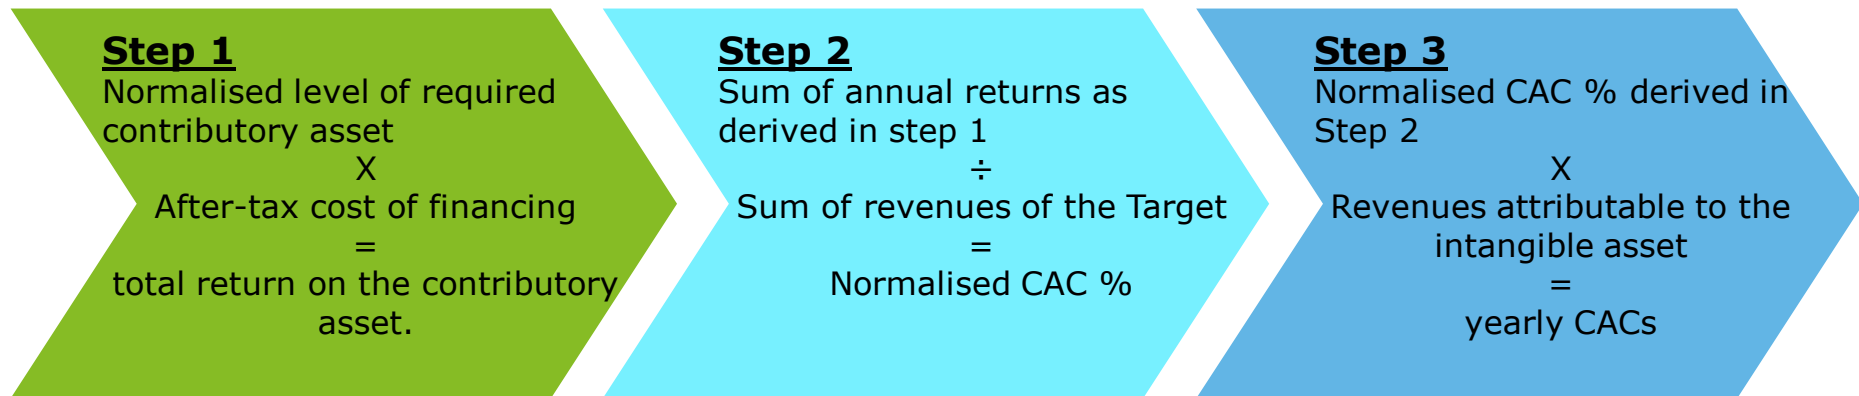 Step 1
Normalised level of required
contributory asset
X
After-tax cost of financing
=
total return on the contributory
asset.
Step 2
Sum of annual returns as
derived in step 1
÷
Sum of revenues of the Target
=
Normalised CAC %
Step 3
Normalised CAC % derived in
Step 2
X
Revenues attributable to the
intangible asset
=
yearly CACs